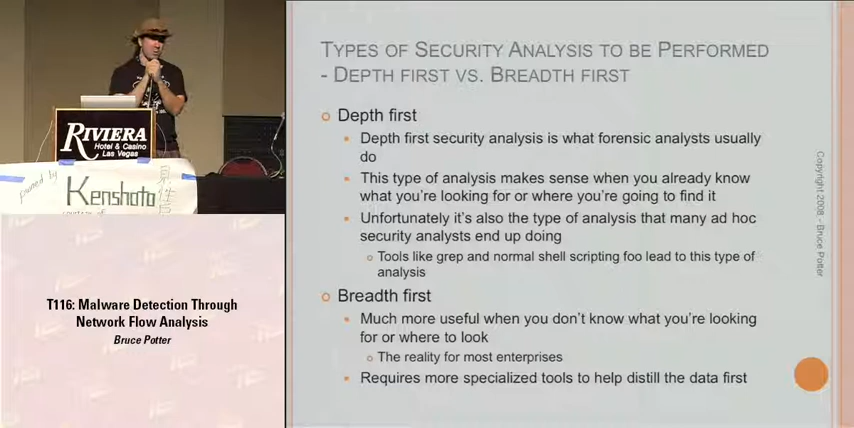 RIVIERA
Hotel & Casino
Las Vegas
pwned by
Kenshoto
T116: Malware Detection Through
Network Flow Analysis
Bruce Potter
TYPES OF SECURITY ANALYSIS TO BE PERFORMED
- DEPTH FIRST VS. BREADTH FIRST
Depth first
Depth first security analysis is what forensic analysts usually
do
This type of analysis makes sense when you already know
what you're looking for or where you're going to find it
Unfortunately it's also the type of analysis that many ad hoc
security analysts end up doing
Tools like grep and normal shell scripting foo lead to this type of
analysis
Breadth first
Much more useful when you don't know what you're looking
for or where to look
The reality for most enterprises
Requires more specialized tools to help distill the data first
Copyright 2008 - Bruce Potter